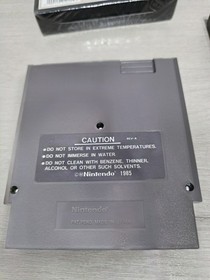 CAUTION
● DO NOT STORE IN EXTREME TEMPERATURES.
● DO NOT IMMERSE IN WATER
● DO NOT CLEAN WITH BENZENE, THINNER,
ALCOHOL OR OTHER SUCH SOLVENTS.
©® Nintendo® 1985
Nintendo